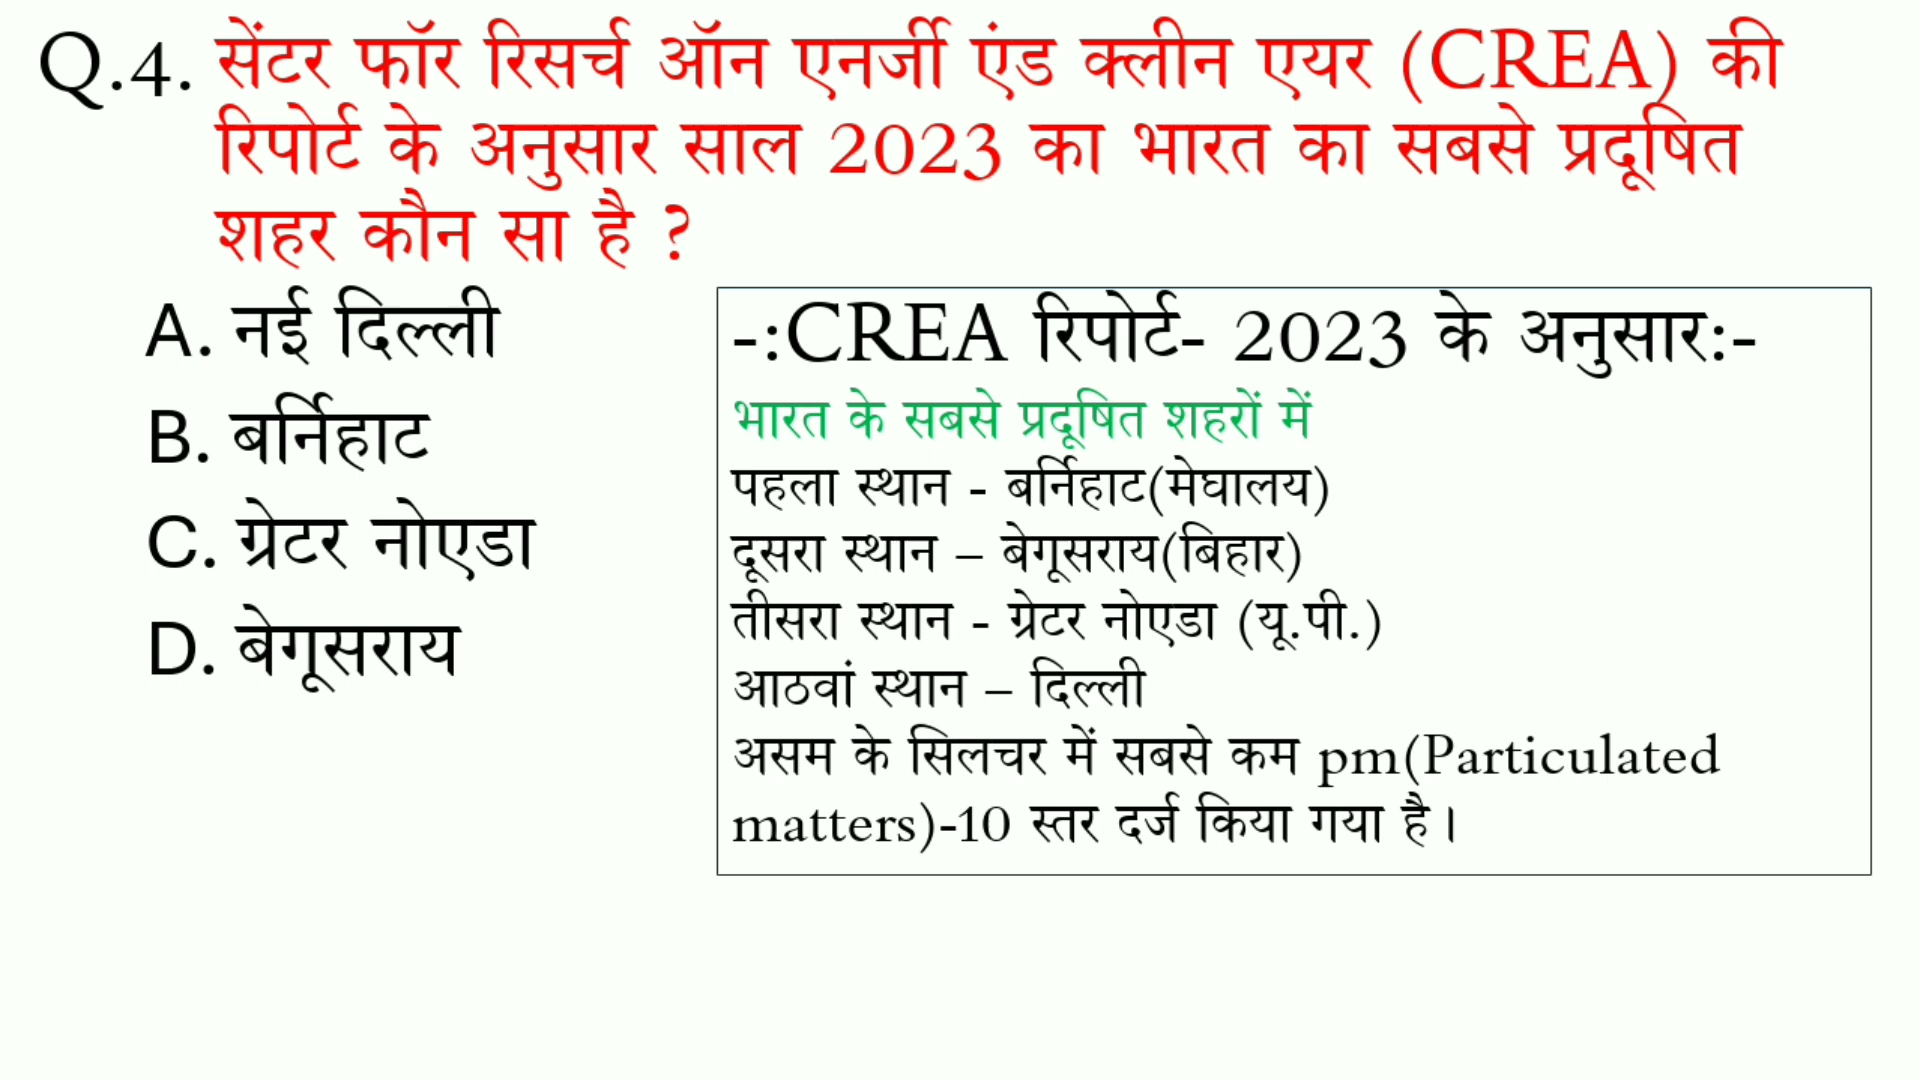 Q.4. सेंटर फॉर रिसर्च ऑन एनर्जी एंड क्लीन एयर (CREA) की
रिपोर्ट के अनुसार साल 2023 का भारत का सबसे प्रदूषित
शहर कौन सा है ?
A. नई दिल्ली
B. बर्निहाट
C. ग्रेटर नोएडा
D. बेगूसराय
-:CREA रिपोर्ट- 2023 के अनुसार:-
भारत के सबसे प्रदूषित शहरों में
पहला स्थान - बर्निहाट(मेघालय)
दूसरा स्थान – बेगूसराय(बिहार)
तीसरा स्थान - ग्रेटर नोएडा (यू.पी.)
आठवां स्थान – दिल्ली
असम के सिलचर में सबसे कम pm(Particulated
matters)-10 स्तर दर्ज किया गया है।